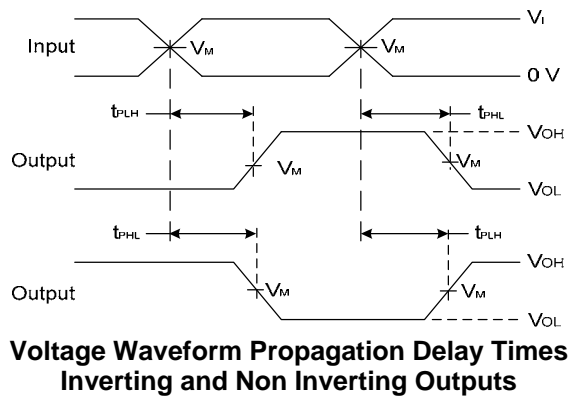 Vı
Input VM VM
0 V
tPLH tPHL
VOH
Output VM VM
VOL
tPHL tPLH
VOH
Output VM VM
VOL
Voltage Waveform Propagation Delay Times
Inverting and Non Inverting Outputs